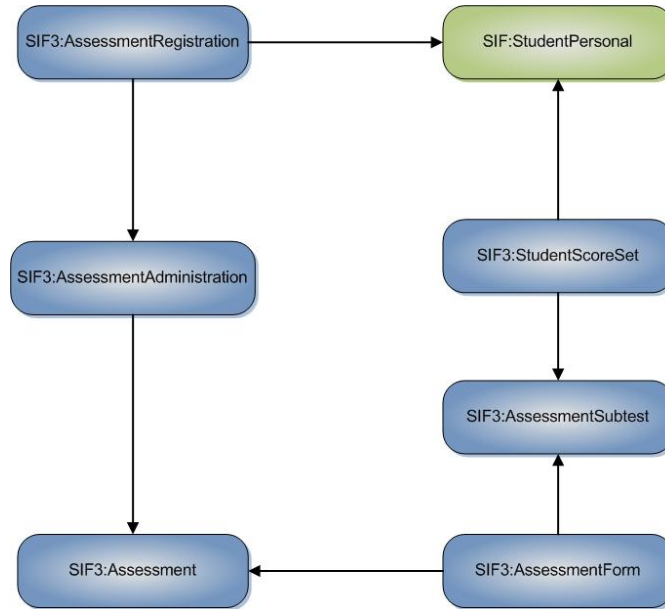 SIF3:AssessmentRegistration
SIF:StudentPersonal
SIF3:AssessmentAdministration
SIF3:StudentScoreSet
SIF3:AssessmentSubtest
SIF3:Assessment
SIF3:AssessmentForm